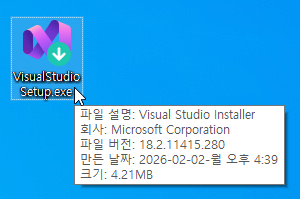 VisualStudio
Setup.exe
파일 설명: Visual Studio Installer
회사: Microsoft Corporation
파일 버전: 18.2.11415.280
만든 날짜: 2026-02-02-월 오후 4:39
크기: 4.21MB